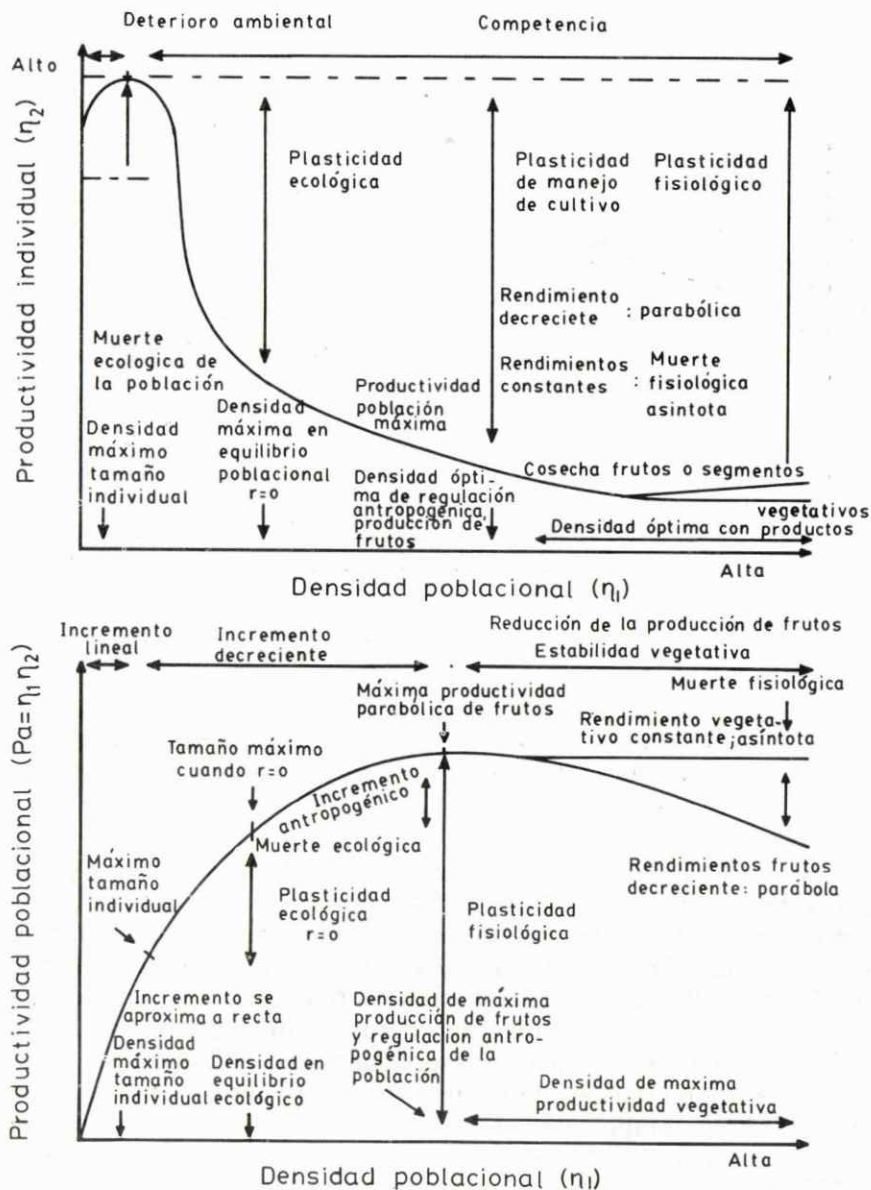 Deterioro ambiental
Competencia
Alto
Productividad individual (η2)
Plasticidad
ecológica
Plasticidad
de manejo
de cultivo
Plasticidad
fisiológico
Rendimiento
decreciete : parabólica
Rendimientos
constantes :
Muerte
fisiológica
asintota
Muerte
ecologica de
la población
Densidad
máximo
tamaño
individual
Densidad
máxima en
equilibrio
poblacional
r=o
Productividad
población
máxima
Densidad ópti-
ma de regulación
antropogénica,
producción de
frutos
Cosecha frutos o segmentos
vegetativos
Densidad óptima con productos
Alta
Densidad poblacional (η1)
Incremento
lineal
Incremento
decreciente
Reducción de la producción de frutos
Estabilidad vegetativa
Muerte fisiológica
Máxima productividad
parabólica de frutos
Rendimiento vegeta-
tivo constante; asíntota
Productividad poblacional (Pa=η1 η2)
Tamaño máximo
cuando r=o
Incremento
antropogénico
Muerte ecológica
Máximo
tamaño
individual
Plasticidad
ecológica
r=o
Plasticidad
fisiológica
Rendimientos frutos
decreciente: parábola
Incremento se
aproxima a recta
Densidad
máximo
tamaño
individual
Densidad en
equilibrio
ecológico
Densidad de máxima
producción de frutos
y regulacion antro-
pogénica de la
población
Densidad de maxima
productividad vegetativa
Alta
Densidad poblacional (η1)